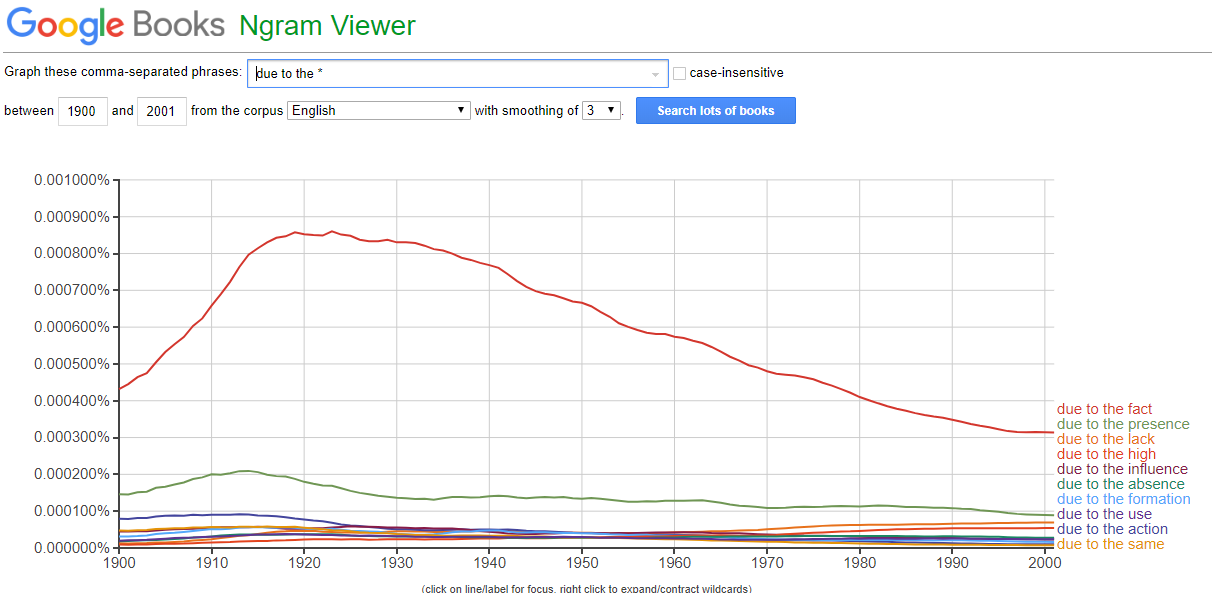 Google Books Ngram Viewer
Graph these comma-separated phrases: due to the * case-insensitive
between 1900 and 2001 from the corpus English with smoothing of 3 . Search lots of books
0.001000%
0.000900%
0.000800%
0.000700%
0.000600%
0.000500%
0.000400%
0.000300%
0.000200%
0.000100%
0.000000%
1900 1910 1920 1930 1940 1950 1960 1970 1980 1990 2000
due to the fact
due to the presence
due to the lack
due to the high
due to the influence
due to the absence
due to the formation
due to the use
due to the action
due to the same
(click on line/label for focus, right click to expand/contract wildcards)